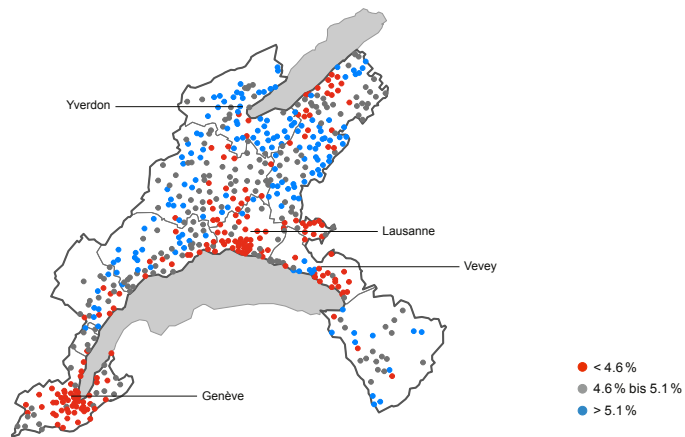 Yverdon
Lausanne
Vevey
Genève
< 4.6 %
4.6 % bis 5.1 %
> 5.1 %